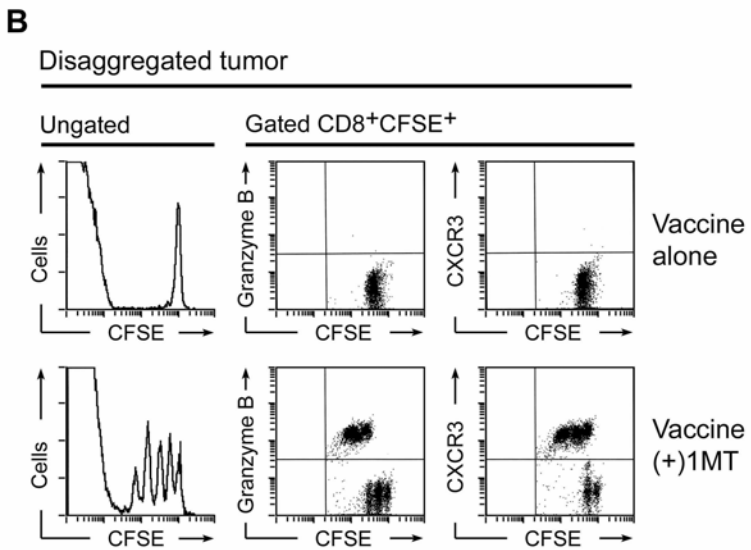 B
Disaggregated tumor
Ungated
Gated CD8+CFSE+
Cells
CFSE
Granzyme B
CFSE
CXCR3
CFSE
Vaccine
alone
Cells
CFSE
Granzyme B
CFSE
CXCR3
CFSE
Vaccine
(+)1MT